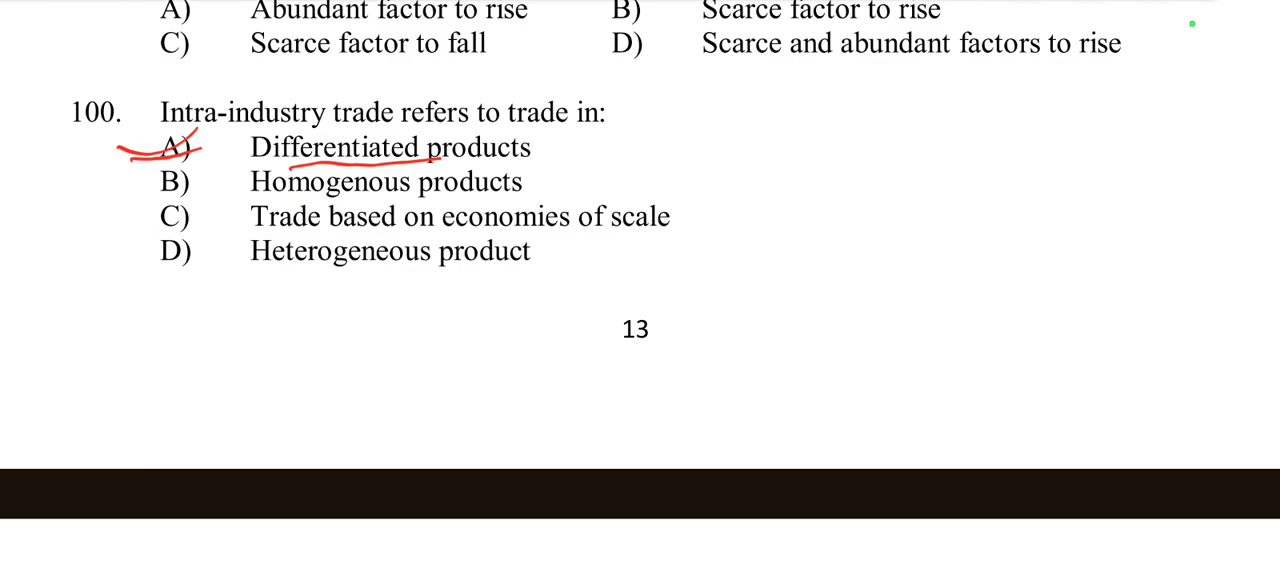 A) Abundant factor to rise B) Scarce factor to rise
C) Scarce factor to fall D) Scarce and abundant factors to rise
100. Intra-industry trade refers to trade in:
A) Differentiated products
B) Homogenous products
C) Trade based on economies of scale
D) Heterogeneous product
13